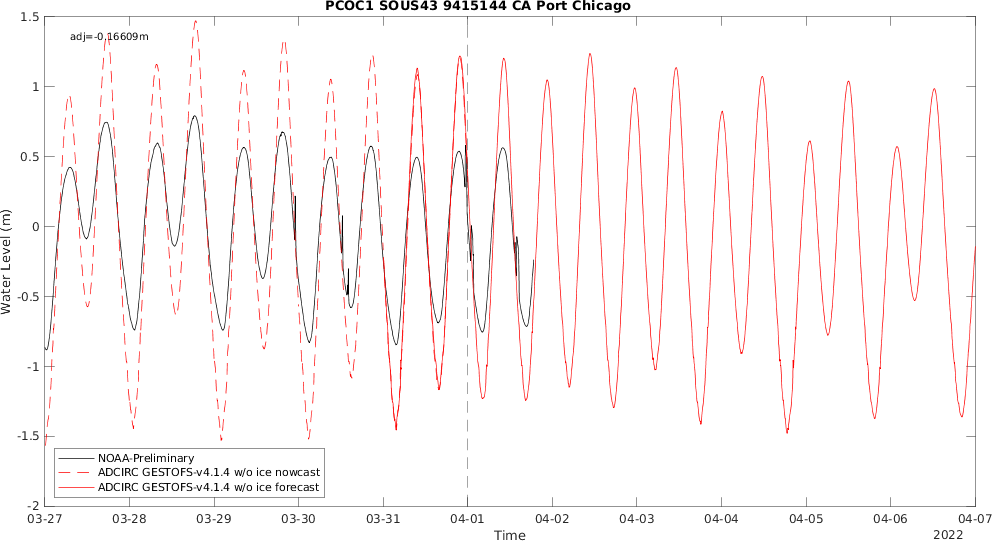 PCOC1 SOUS43 9415144 CA Port Chicago
adj=-0.16609m
1.5
1
0.5
0
-0.5
-1
-1.5
-2
Water Level (m)
NOAA-Preliminary
ADCIRC GESTOFS-v4.1.4 w/o ice nowcast
ADCIRC GESTOFS-v4.1.4 w/o ice forecast
03-27 03-28 03-29 03-30 03-31 04-01 04-02 04-03 04-04 04-05 04-06 04-07
Time
2022